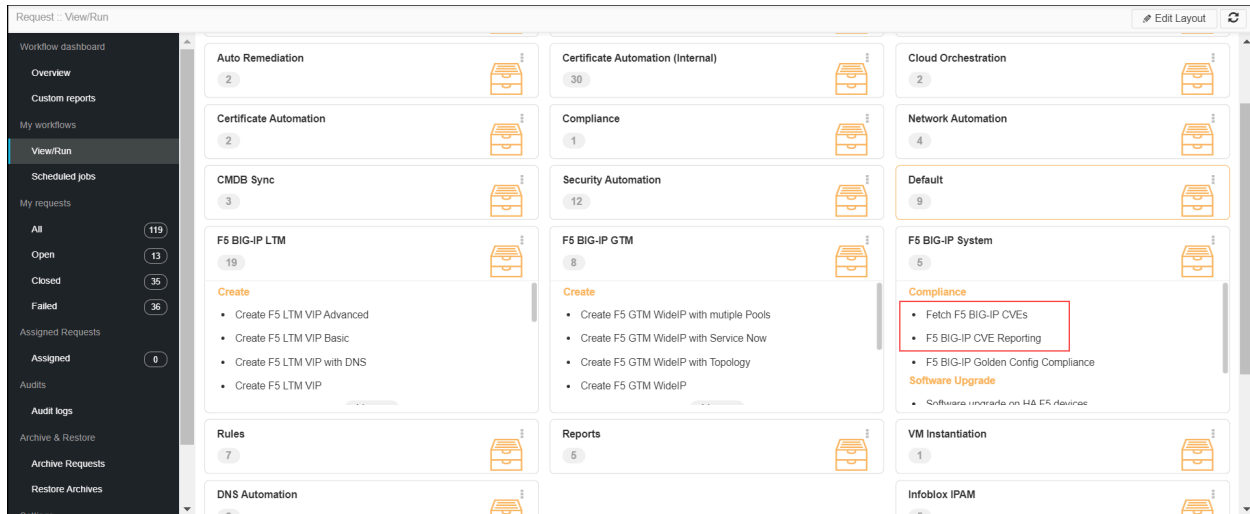 Request :: View/Run
Edit Layout
Workflow dashboard
Overview
Custom reports
My workflows
View/Run
Scheduled jobs
My requests
All 119
Open 13
Closed 35
Failed 36
Assigned Requests
Assigned 0
Audits
Audit logs
Archive & Restore
Archive Requests
Restore Archives
Auto Remediation
2
Certificate Automation (Internal)
30
Cloud Orchestration
2
Certificate Automation
2
Compliance
1
Network Automation
4
CMDB Sync
3
Security Automation
12
Default
9
F5 BIG-IP LTM
19
Create
• Create F5 LTM VIP Advanced
• Create F5 LTM VIP Basic
• Create F5 LTM VIP with DNS
• Create F5 LTM VIP
F5 BIG-IP GTM
8
Create
• Create F5 GTM WideIP with mutiple Pools
• Create F5 GTM WideIP with Service Now
• Create F5 GTM WideIP with Topology
• Create F5 GTM WideIP
F5 BIG-IP System
5
Compliance
• Fetch F5 BIG-IP CVEs
• F5 BIG-IP CVE Reporting
• F5 BIG-IP Golden Config Compliance
Software Upgrade
• Software upgrade on HA F5 devices
Rules
7
Reports
5
VM Instantiation
1
DNS Automation
Infoblox IPAM